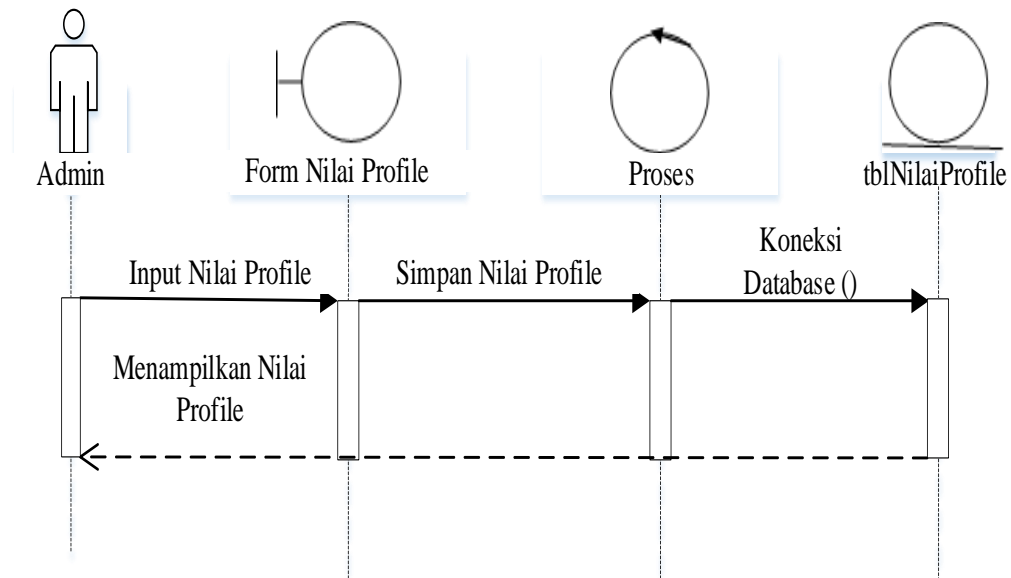 Admin
Form Nilai Profile
Proses
tblNilaiProfile
Input Nilai Profile
Simpan Nilai Profile
Koneksi
Database ()
Menampilkan Nilai
Profile